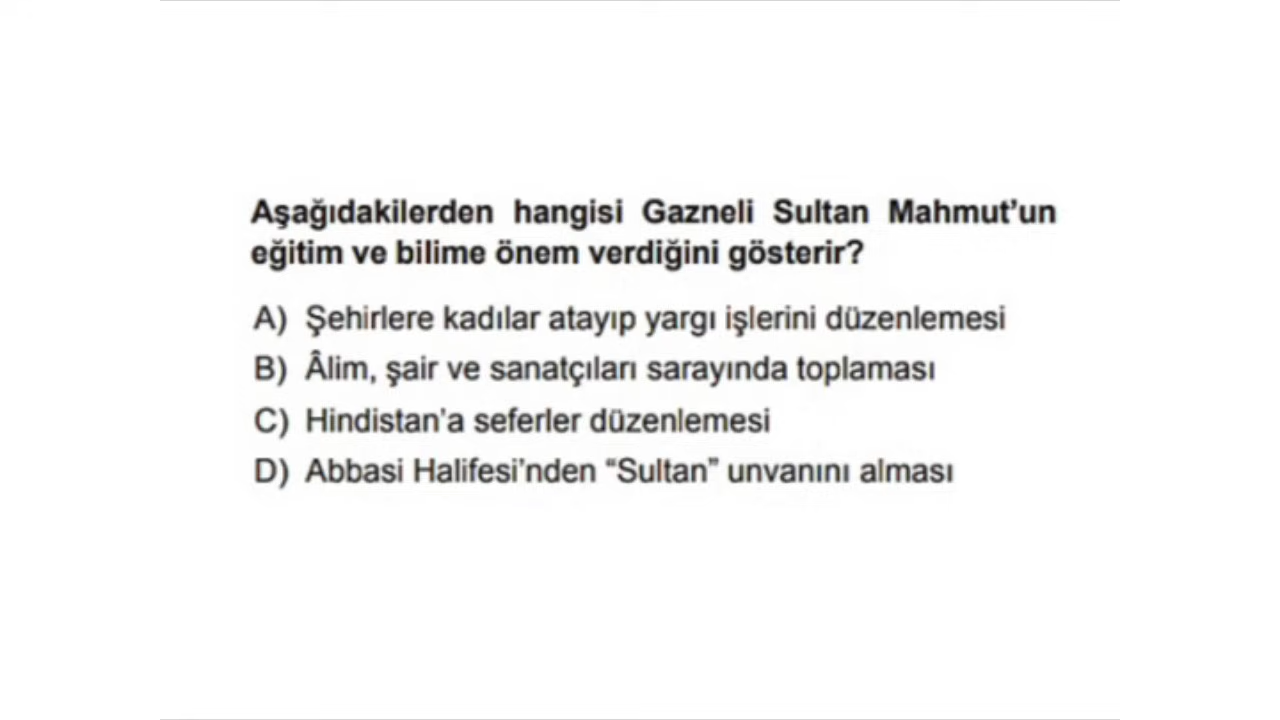 Aşağıdakilerden hangisi Gazneli Sultan Mahmut'un
eğitim ve bilime önem verdiğini gösterir?
A) Şehirlere kadılar atayıp yargı işlerini düzenlemesi
B) Âlim, şair ve sanatçıları sarayında toplaması
C) Hindistan'a seferler düzenlemesi
D) Abbasi Halifesi'nden “Sultan” unvanını alması